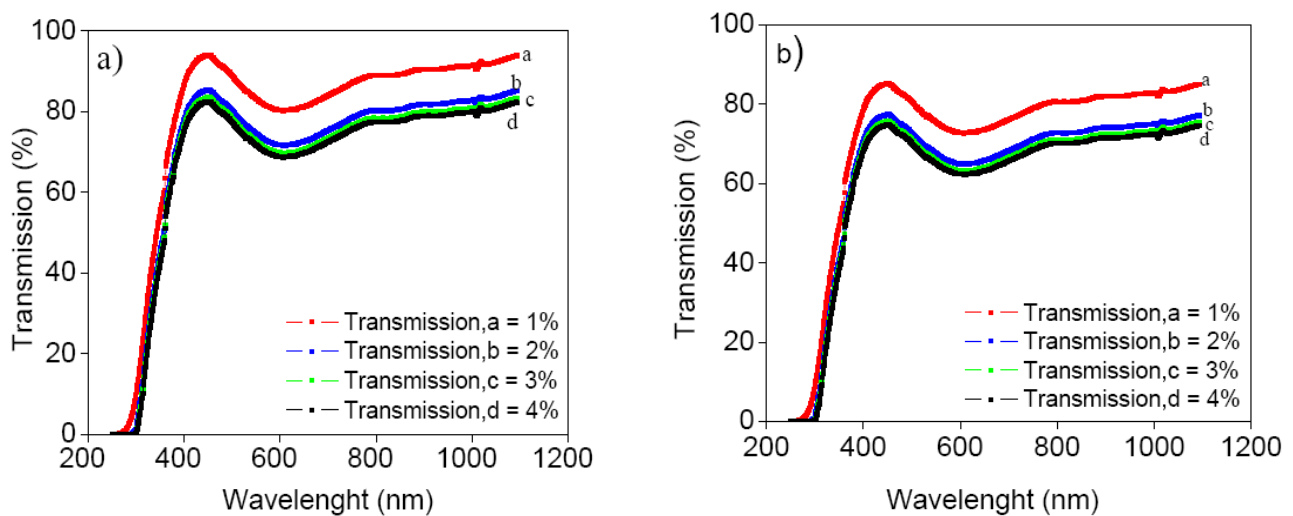 a)
100
80
60
40
20
0
Transmission (%)
200 400 600 800 1000 1200
Wavelenght (nm)
a
b
c
d
Transmission,a = 1%
Transmission,b = 2%
Transmission,c = 3%
Transmission,d = 4%
b)
100
80
60
40
20
0
Transmission (%)
200 400 600 800 1000 1200
Wavelenght (nm)
a
b
c
d
Transmission,a = 1%
Transmission,b = 2%
Transmission,c = 3%
Transmission,d = 4%